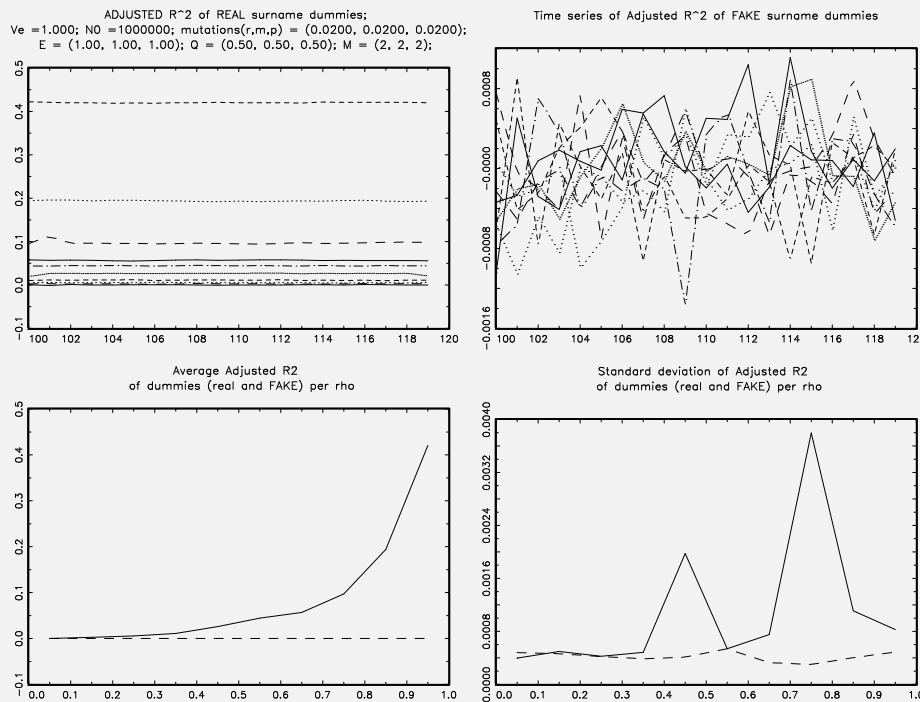 ADJUSTED R^2 of REAL surname dummies;
Ve =1.000; N0 =1000000; mutations(r,m,p) = (0.0200, 0.0200, 0.0200);
E = (1.00, 1.00, 1.00); Q = (0.50, 0.50, 0.50); M = (2, 2, 2);
0.5
0.4
0.3
0.2
0.1
0.0
-0.1
100 102 104 106 108 110 112 114 116 118 120
Time series of Adjusted R^2 of FAKE surname dummies
0.0008
-0.0000
-0.0008
-0.0016
100 102 104 106 108 110 112 114 116 118 12
Average Adjusted R2
of dummies (real and FAKE) per rho
0.5
0.4
0.3
0.2
0.1
0.0
-0.1
0.0 0.1 0.2 0.3 0.4 0.5 0.6 0.7 0.8 0.9 1.0
Standard deviation of Adjusted R2
of dummies (real and FAKE) per rho
0.0040
0.0032
0.0024
0.0016
0.0008
0.0000
0.0 0.1 0.2 0.3 0.4 0.5 0.6 0.7 0.8 0.9 1.0